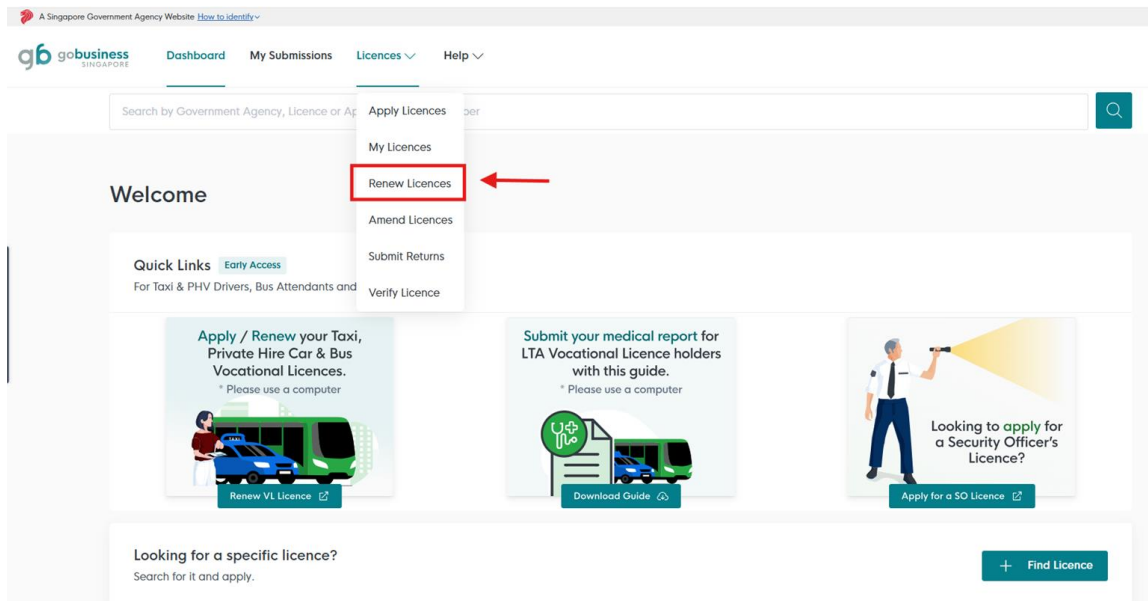 A Singapore Government Agency Website How to identify
gobusiness
SINGAPORE
Dashboard
My Submissions
Licences
Help
Search by Government Agency, Licence or Ap
Apply Licences
My Licences
Renew Licences
Amend Licences
Submit Returns
Verify Licence
Welcome
Quick Links
Early Access
For Taxi & PHV Drivers, Bus Attendants and
Apply / Renew your Taxi,
Private Hire Car & Bus
Vocational Licences.
* Please use a computer
TAXI
Renew VL Licence
Submit your medical report for
LTA Vocational Licence holders
with this guide.
* Please use a computer
Download Guide
Looking to apply for
a Security Officer's
Licence?
Apply for a SO Licence
Looking for a specific licence?
Search for it and apply.
+ Find Licence